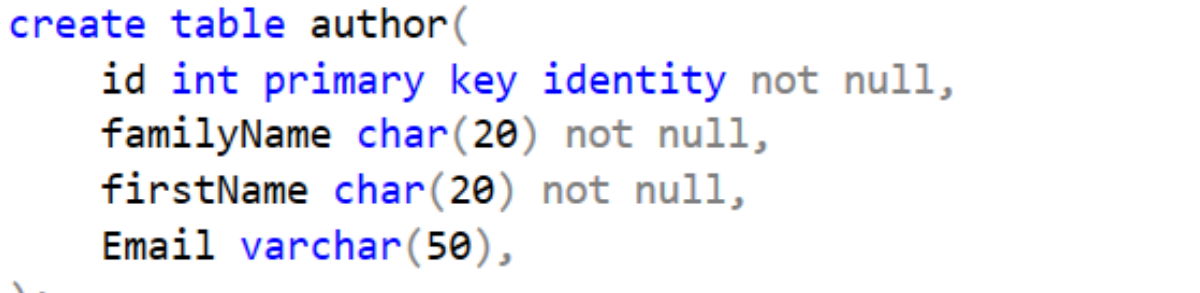 create table author(
    id int primary key identity not null,
    familyName char(20) not null,
    firstName char(20) not null,
    Email varchar(50),